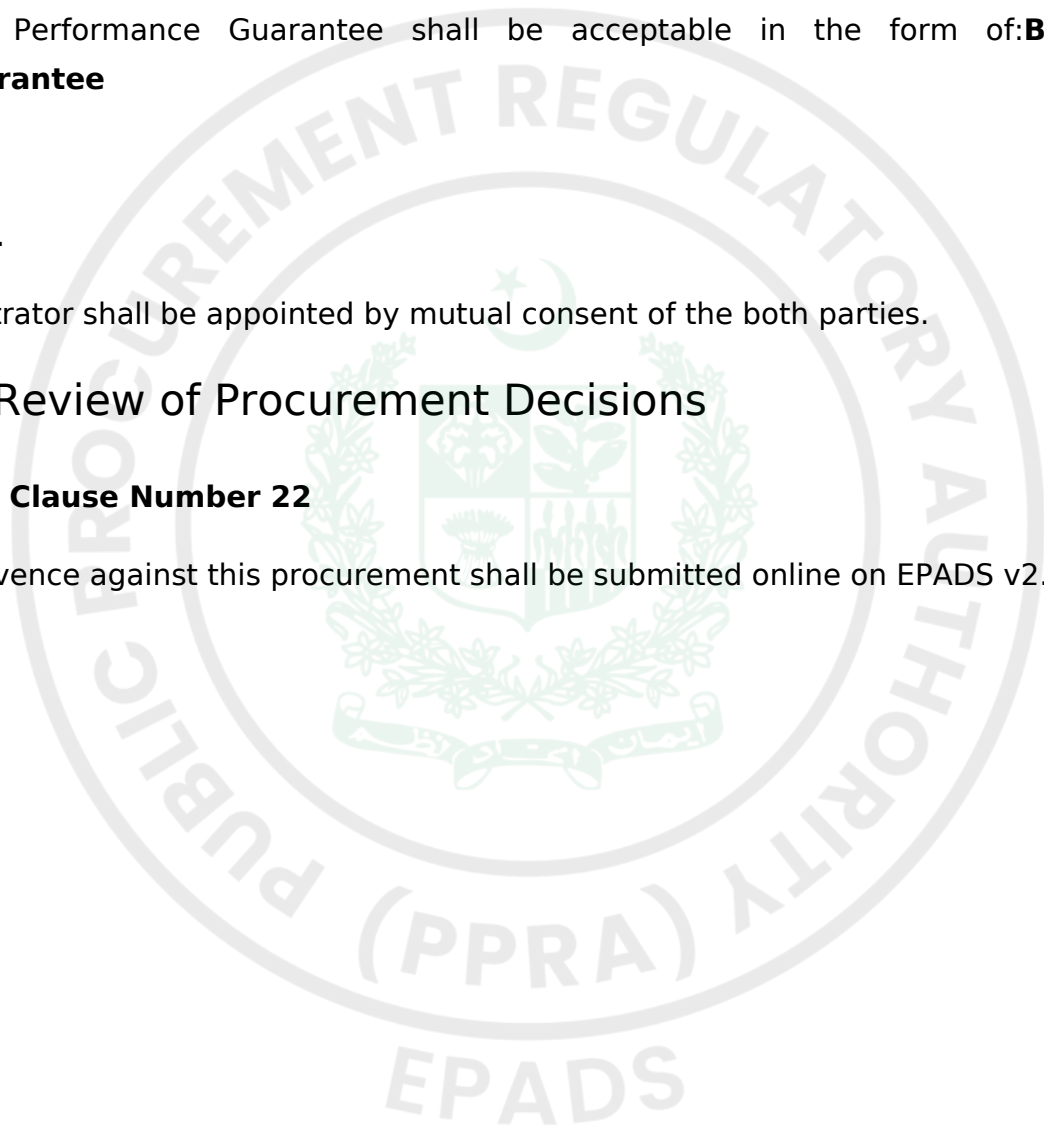 Performance Guarantee shall be acceptable in the form of:B
rantee
.
trator shall be appointed by mutual consent of the both parties.
Review of Procurement Decisions
Clause Number 22
vence against this procurement shall be submitted online on EPADS v2.
PUBLIC PROCUREMENT REGULATORY AUTHORITY
(PPRA)
EPADS